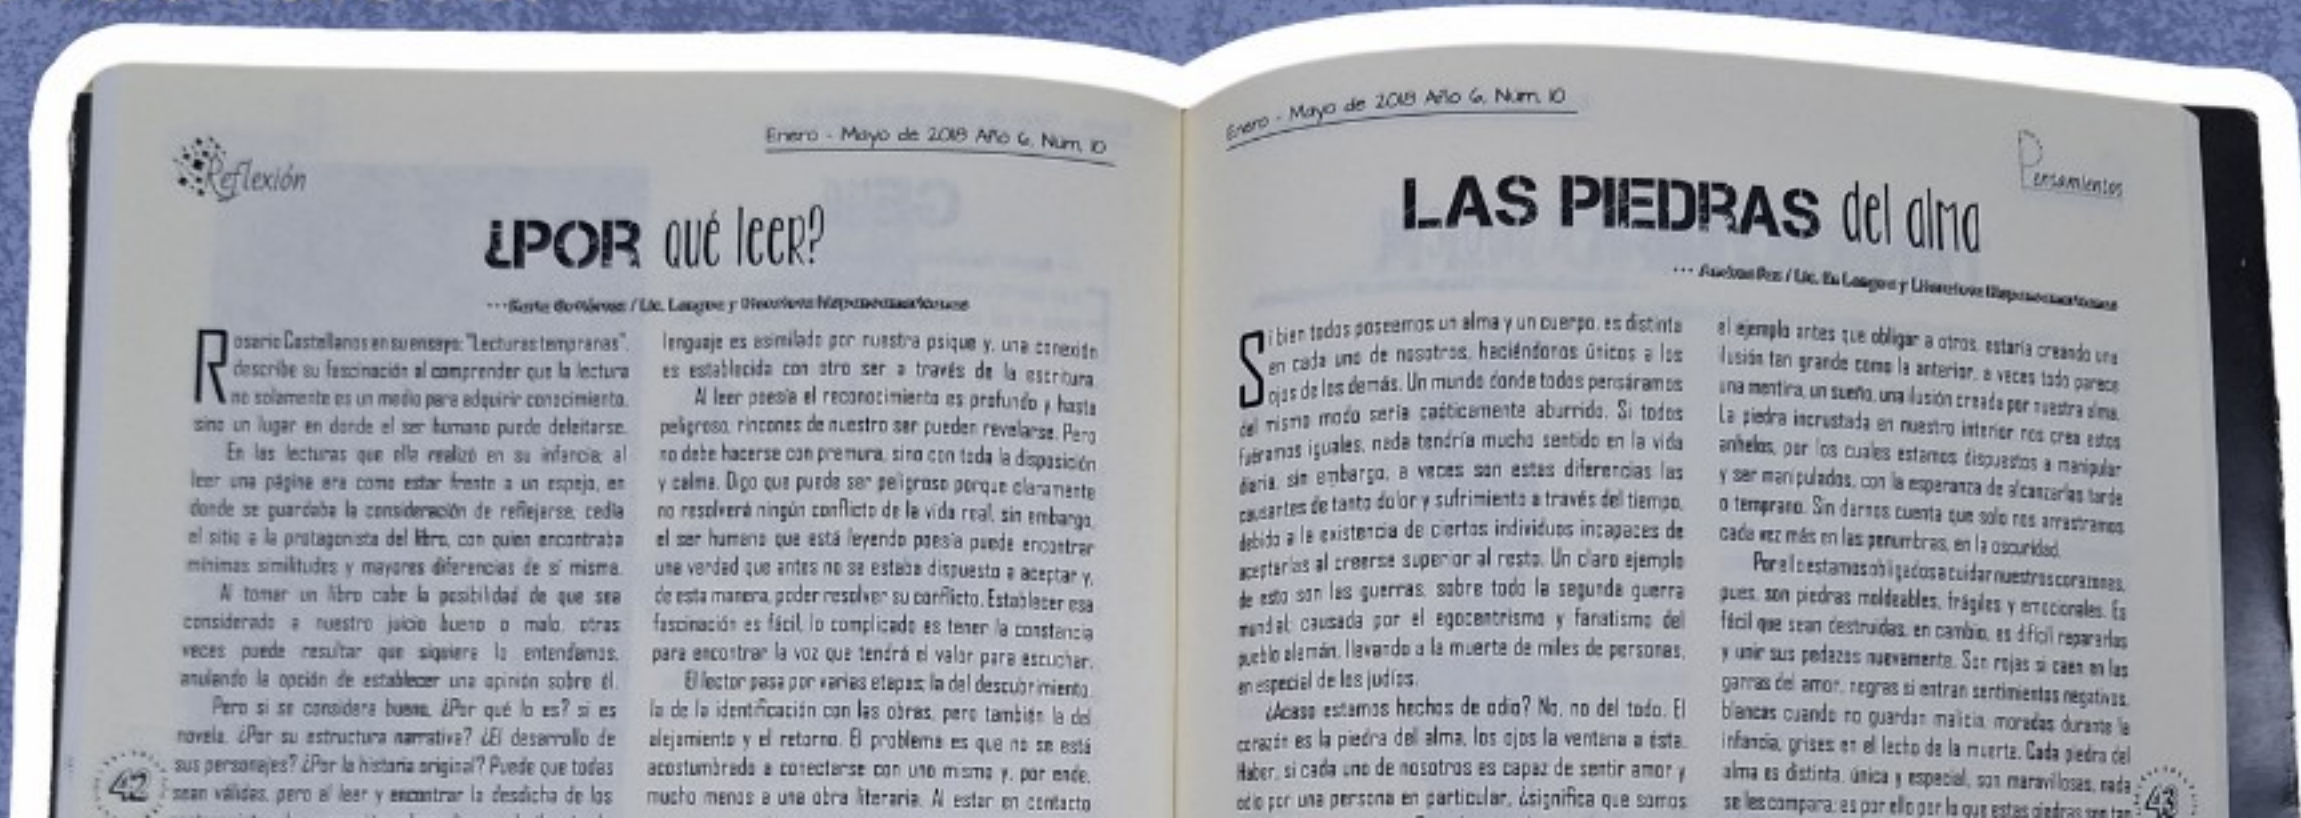 Enero - Mayo de 2018 Año 6, Núm. 10
Reflexión
¿POR qué leer?
/ Lic. Lengua y Literatura Hispanoamericanas
Rosario Castellanos en su ensayo: "Lecturas tempranas",
describe su fascinación al comprender que la lectura
no solamente es un medio para adquirir conocimiento,
sino un lugar en donde el ser humano puede deleitarse.
En las lecturas que ella realizó en su infancia, al
leer una página era como estar frente a un espejo, en
donde se guardaba la consideración de reflejarse, cedía
el sitio a la protagonista del libro, con quien encontraba
mínimas similitudes y mayores diferencias de sí misma.
Al tomar un libro cabe la posibilidad de que sea
considerado a nuestro juicio bueno o malo, otras
veces puede resultar que siquiera lo entendamos,
anulando la opción de establecer una opinión sobre él.
Pero si se considera bueno, ¿Por qué lo es? si es
novela, ¿Por su estructura narrativa? ¿El desarrollo de
sus personajes? ¿Por la historia original? Puede que todas
sean válidas, pero al leer y encontrar la desdicha de los
lenguaje es asimilado por nuestra psique y, una conexión
es establecida con otro ser a través de la escritura.
Al leer poesía el reconocimiento es profundo y hasta
peligroso, rincones de nuestro ser pueden revelarse. Pero
no debe hacerse con premura, sino con toda la disposición
y calma. Digo que puede ser peligroso porque claramente
no resolverá ningún conflicto de la vida real, sin embargo,
el ser humano que está leyendo poesía puede encontrar
una verdad que antes no se estaba dispuesto a aceptar y,
de esta manera, poder resolver su conflicto. Establecer esa
fascinación es fácil, lo complicado es tener la constancia
para encontrar la voz que tendrá el valor para escuchar.
El lector pasa por varias etapas; la del descubrimiento,
la de la identificación con las obras, pero también la del
alejamiento y el retorno. El problema es que no se está
acostumbrado a conectarse con uno mismo y, por ende,
mucho menos a una obra literaria. Al estar en contacto
42
Enero - Mayo de 2018 Año 6, Núm. 10
Pensamientos
LAS PIEDRAS del alma
/ Lic. En Lengua y Literatura Hispanoamericanas
Si bien todos poseemos un alma y un cuerpo, es distinta
en cada uno de nosotros, haciéndonos únicos a los
ojos de los demás. Un mundo donde todos pensáramos
del mismo modo sería caóticamente aburrido. Si todos
fuéramos iguales, nada tendría mucho sentido en la vida
diaria, sin embargo, a veces son estas diferencias las
causantes de tanto dolor y sufrimiento a través del tiempo,
debido a la existencia de ciertos individuos incapaces de
aceptarlas al creerse superior al resto. Un claro ejemplo
de esto son las guerras, sobre todo la segunda guerra
mundial; causada por el egocentrismo y fanatismo del
pueblo alemán, llevando a la muerte de miles de personas,
en especial de los judíos.
¿Acaso estamos hechos de odio? No, no del todo. El
corazón es la piedra del alma, los ojos la ventana a ésta.
Haber, si cada uno de nosotros es capaz de sentir amor y
odio por una persona en particular, ¿significa que somos
el ejemplo antes que obligar a otros, estaría creando una
ilusión tan grande como la anterior, a veces todo parece
una mentira, un sueño, una ilusión creada por nuestra alma.
La piedra incrustada en nuestro interior nos crea estos
anhelos, por los cuales estamos dispuestos a manipular
y ser manipulados, con la esperanza de alcanzarlas tarde
o temprano. Sin darnos cuenta que solo nos arrastramos
cada vez más en las penumbras, en la oscuridad.
Por ello estamos obligados a cuidar nuestros corazones,
pues, son piedras moldeables, frágiles y emocionales. Es
fácil que sean destruidas, en cambio, es difícil repararlas
y unir sus pedazos nuevamente. Son rojas si caen en las
garras del amor, negras si entran sentimientos negativos,
blancas cuando no guardan malicia, moradas durante la
infancia, grises en el lecho de la muerte. Cada piedra del
alma es distinta, única y especial, son maravillosas, nada
se les compara; es por ello por lo que estas piedras son tan
43